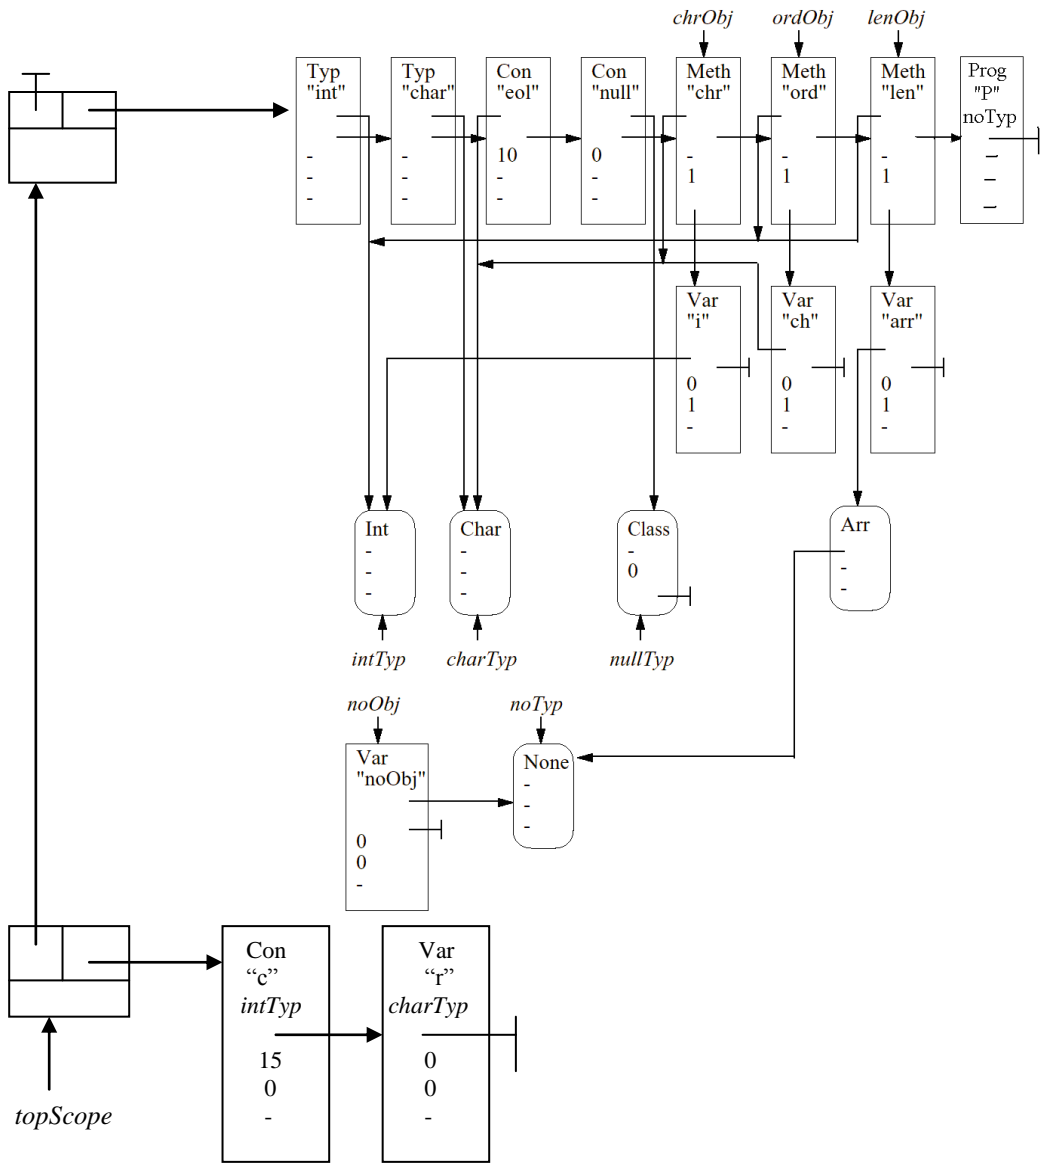 chrObj ordObj lenObj
Typ Typ Con Con Meth Meth Meth Prog
"int" "char" "eol" "null" "chr" "ord" "len" "P"
noTyp
- - 10 0 - - - -
- - - - 1 1 1 -
- - - - -
Var Var Var
"i" "ch" "arr"
0 0 0
1 1 1
- - -
Int Char Class Arr
- - - -
- - 0 -
- -
intTyp charTyp nullTyp
noObj noTyp
Var None
"noObj" -
-
-
0
0
-
Con Var
“c” “r”
intTyp charTyp
15 0
0 0
- -
topScope